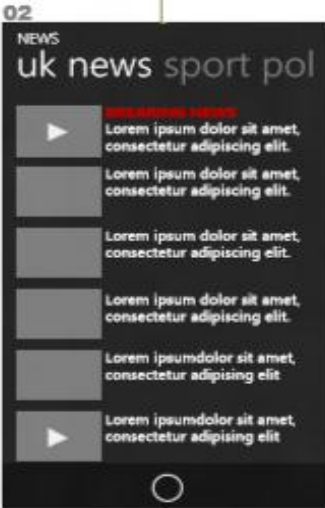 02
NEWS
uk news sport pol
BREAKING NEWS
Lorem ipsum dolor sit amet,
consectetur adipiscing elit.
Lorem ipsum dolor sit amet,
consectetur adipiscing elit.
Lorem ipsum dolor sit amet,
consectetur adipiscing elit.
Lorem ipsum dolor sit amet,
consectetur adipiscing elit.
Lorem ipsumdolor sit amet,
consectetur adipising elit
Lorem ipsumdolor sit amet,
consectetur adipiscing elit